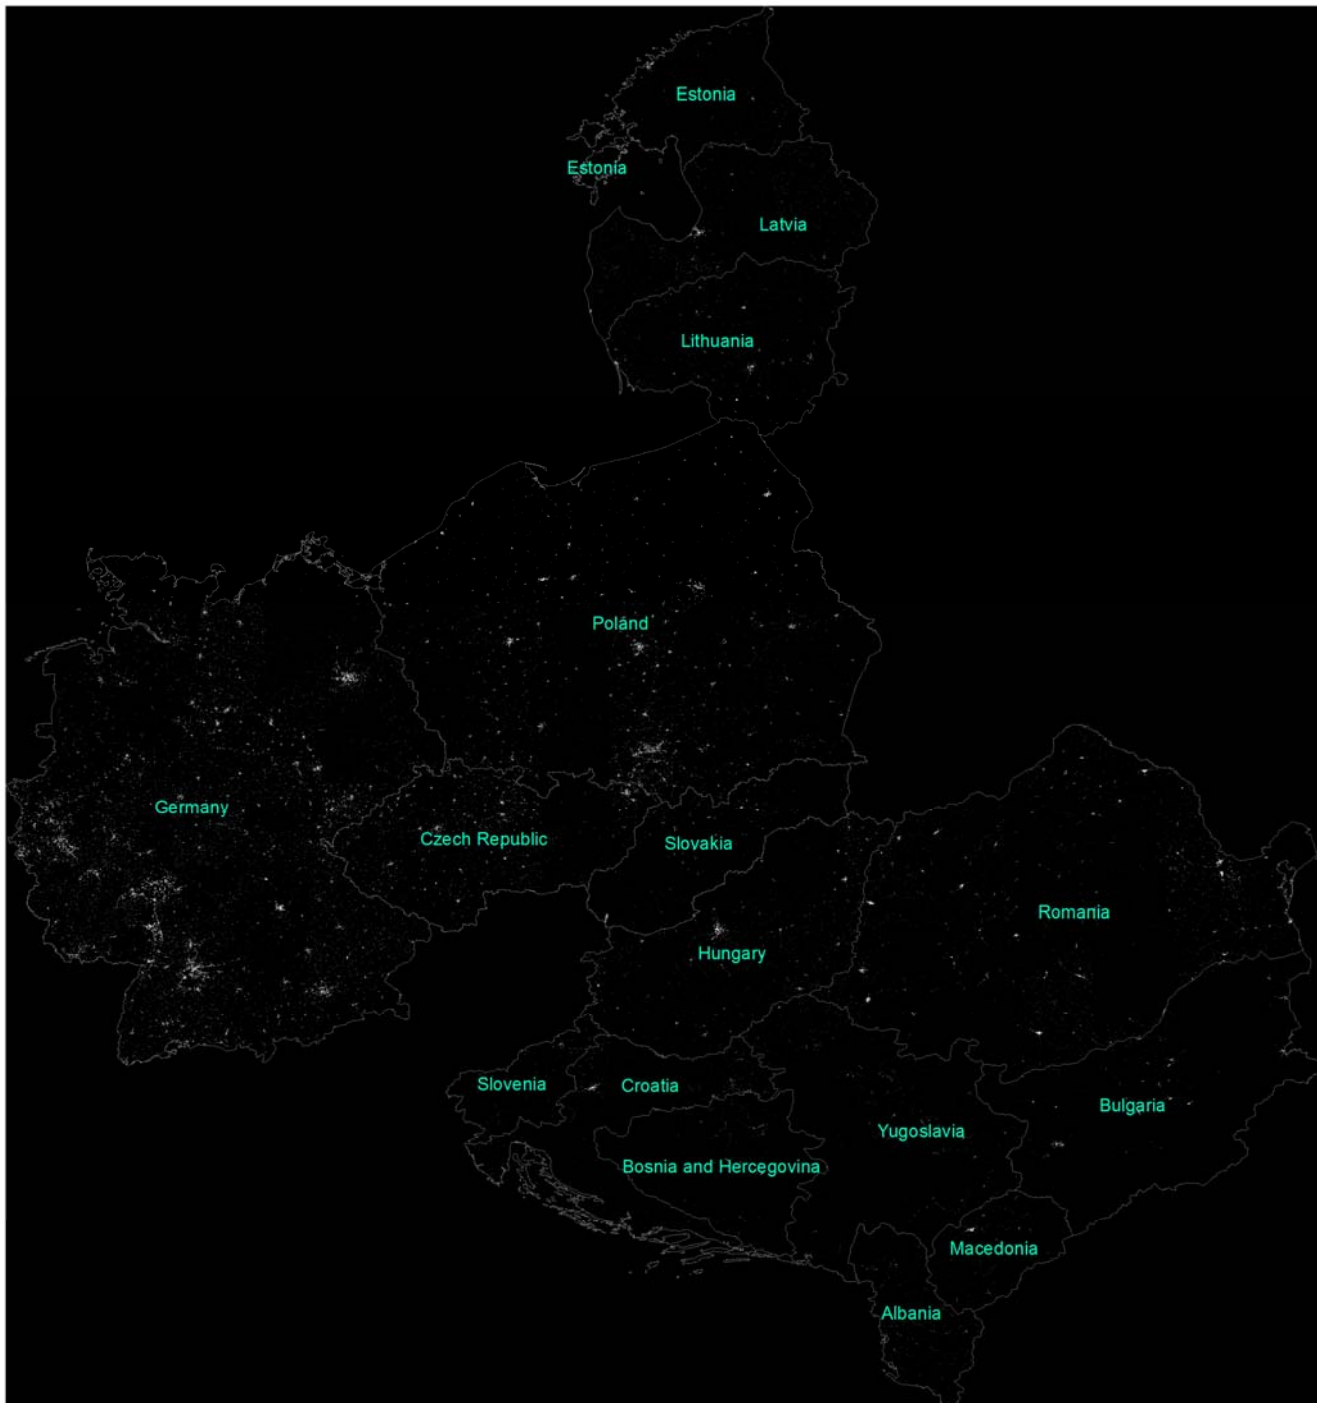 Estonia
Estonia
Latvia
Lithuania
Poland
Germany
Czech Republic
Slovakia
Romania
Hungary
Slovenia
Croatia
Bulgaria
Yugoslavia
Bosnia and Hercegovina
Macedonia
Albania